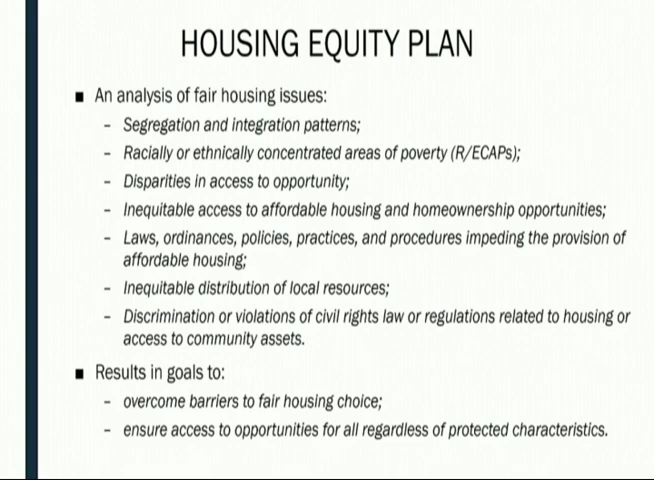 HOUSING EQUITY PLAN
■ An analysis of fair housing issues:
– Segregation and integration patterns;
– Racially or ethnically concentrated areas of poverty (R/ECAPs);
– Disparities in access to opportunity;
– Inequitable access to affordable housing and homeownership opportunities;
– Laws, ordinances, policies, practices, and procedures impeding the provision of
affordable housing;
– Inequitable distribution of local resources;
– Discrimination or violations of civil rights law or regulations related to housing or
access to community assets.
■ Results in goals to:
– overcome barriers to fair housing choice;
– ensure access to opportunities for all regardless of protected characteristics.